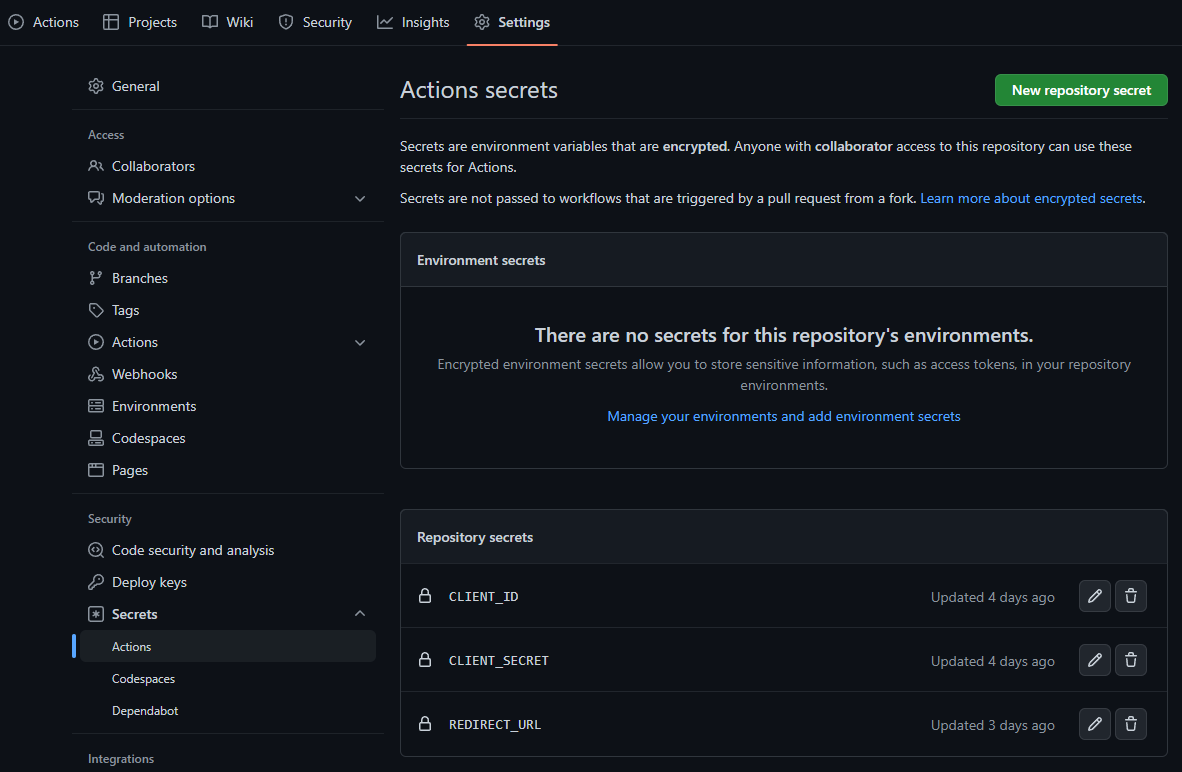 Actions Projects Wiki Security Insights Settings
General
Access
Collaborators
Moderation options
Code and automation
Branches
Tags
Actions
Webhooks
Environments
Codespaces
Pages
Security
Code security and analysis
Deploy keys
Secrets
Actions
Codespaces
Dependabot
Integrations
Actions secrets
New repository secret
Secrets are environment variables that are encrypted. Anyone with collaborator access to this repository can use these
secrets for Actions.
Secrets are not passed to workflows that are triggered by a pull request from a fork. Learn more about encrypted secrets.
Environment secrets
There are no secrets for this repository's environments.
Encrypted environment secrets allow you to store sensitive information, such as access tokens, in your repository
environments.
Manage your environments and add environment secrets
Repository secrets
CLIENT_ID Updated 4 days ago
CLIENT_SECRET Updated 4 days ago
REDIRECT_URL Updated 3 days ago